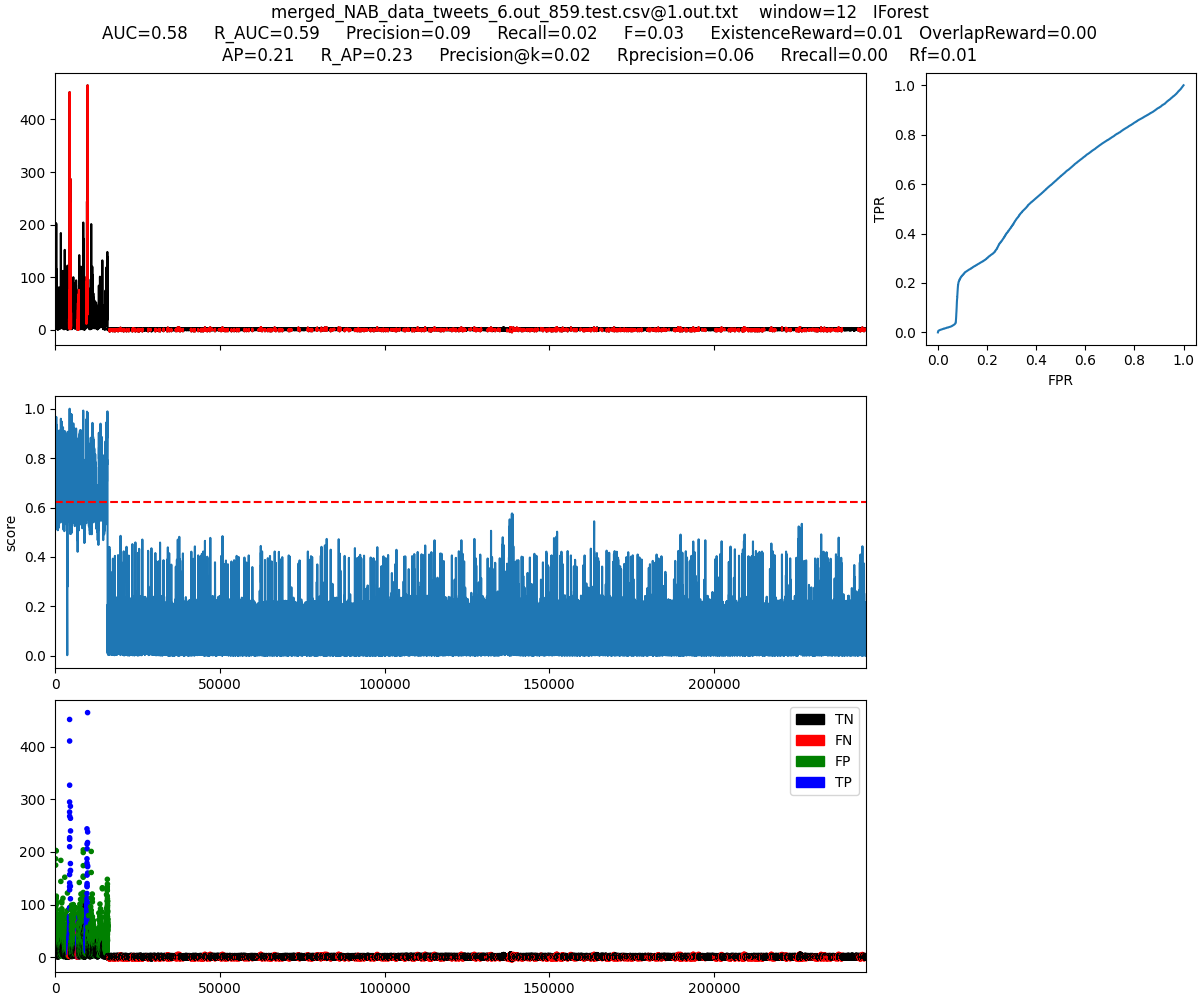 merged_NAB_data_tweets_6.out_859.test.csv@1.out.txt    window=12   IForest
AUC=0.58     R_AUC=0.59     Precision=0.09     Recall=0.02     F=0.03     ExistenceReward=0.01   OverlapReward=0.00
AP=0.21     R_AP=0.23     Precision@k=0.02     Rprecision=0.06     Rrecall=0.00    Rf=0.01
400
300
200
100
0
1.0
0.8
0.6
0.4
0.2
0.0
TPR
0.0 0.2 0.4 0.6 0.8 1.0
FPR
1.0
0.8
0.6
0.4
0.2
0.0
score
0 50000 100000 150000 200000
400
300
200
100
0
TN
FN
FP
TP
0 50000 100000 150000 200000